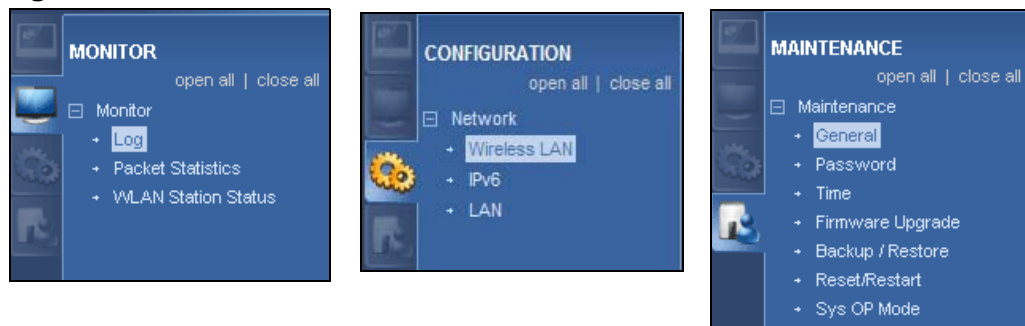 MONITOR
open all | close all
Monitor
Log
Packet Statistics
WLAN Station Status
CONFIGURATION
open all | close all
Network
Wireless LAN
IPv6
LAN
MAINTENANCE
open all | close all
Maintenance
General
Password
Time
Firmware Upgrade
Backup / Restore
Reset/Restart
Sys OP Mode